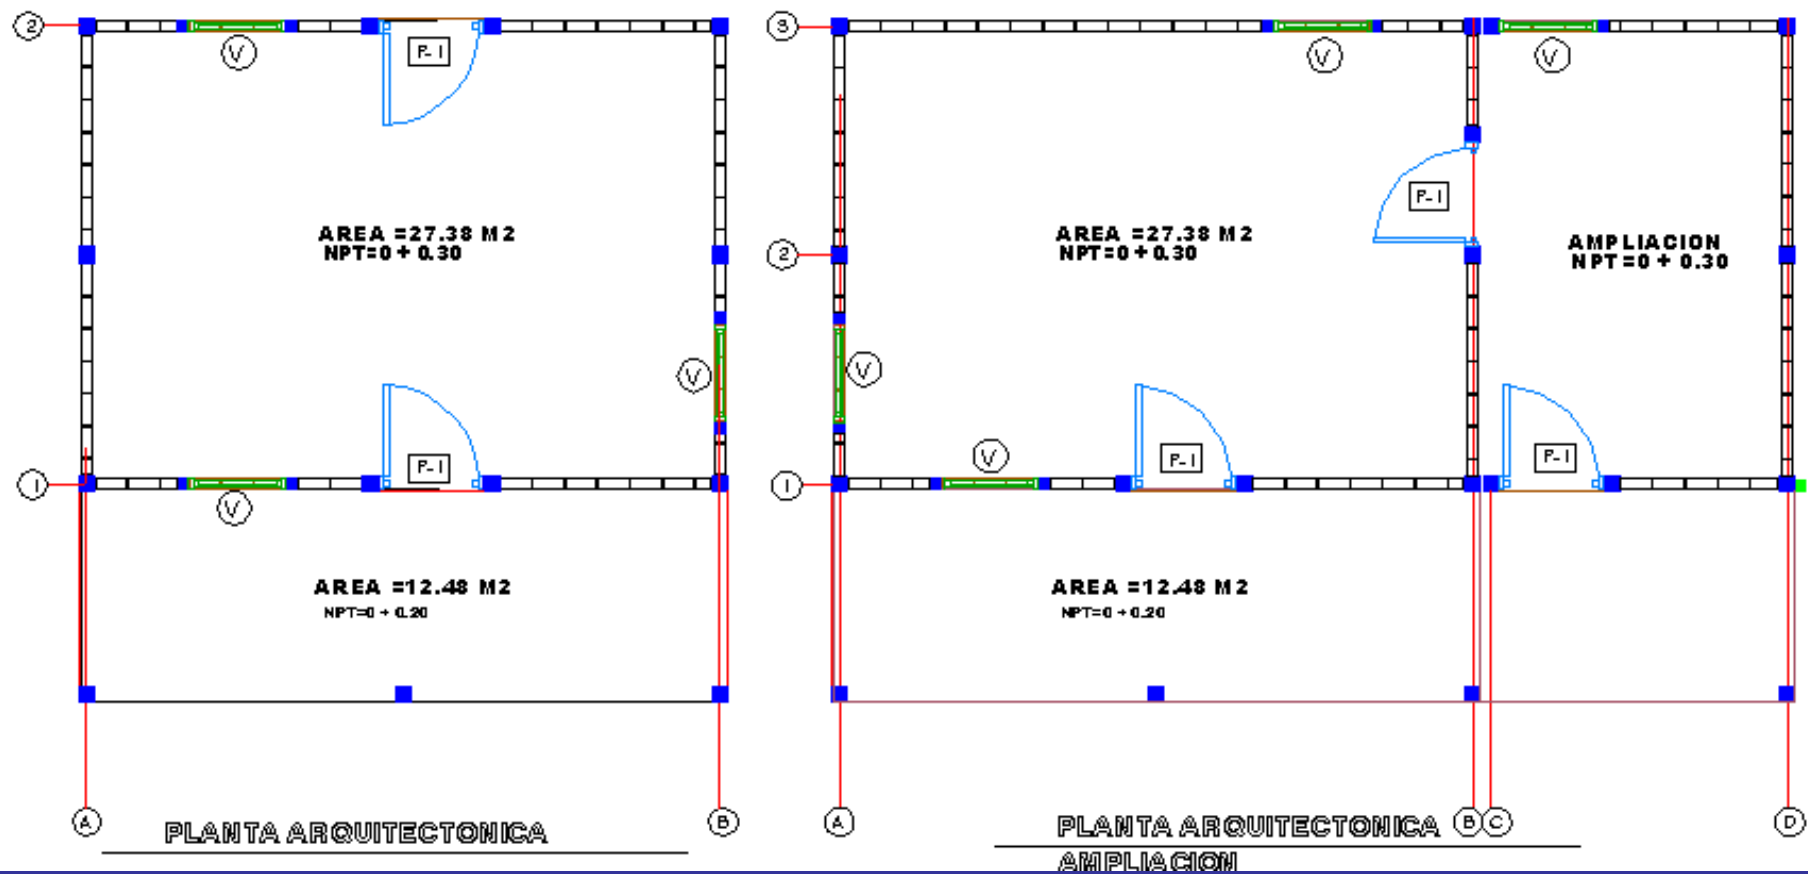 2
V
P-1
AREA =27.38 M2
NPT=0 + 0.30
V
P-1
1
V
AREA =12.48 M2
NPT=0 + 0.20
A
B
PLANTA ARQUITECTONICA
3
V
V
P-1
AREA =27.38 M2
NPT=0 + 0.30
2
AMPLIACION
NPT=0 + 0.30
V
V
P-1
P-1
1
AREA =12.48 M2
NPT=0 + 0.20
A
B
C
D
PLANTA ARQUITECTONICA
AMPLIACION